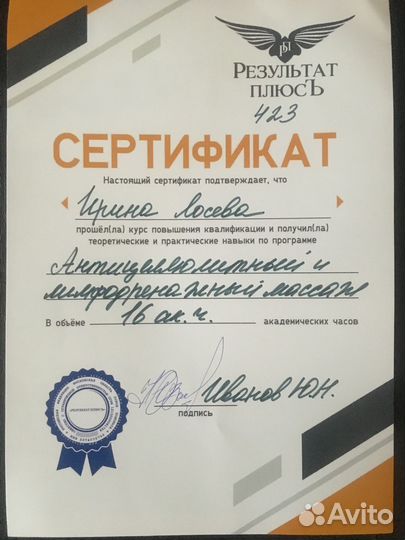 РЕЗУЛЬТАТ
ПЛЮСЪ
423
СЕРТИФИКАТ
Настоящий сертификат подтверждает, что
Ирина Лосева
прошёл(ла) курс повышения квалификации и получил(ла)
теоретические и практические навыки по программе
Антицеллюлитный и
лимфодренажный массаж
В объёме 16 ак.ч. академических часов
Иванов Ю.Н.
подпись
Avito